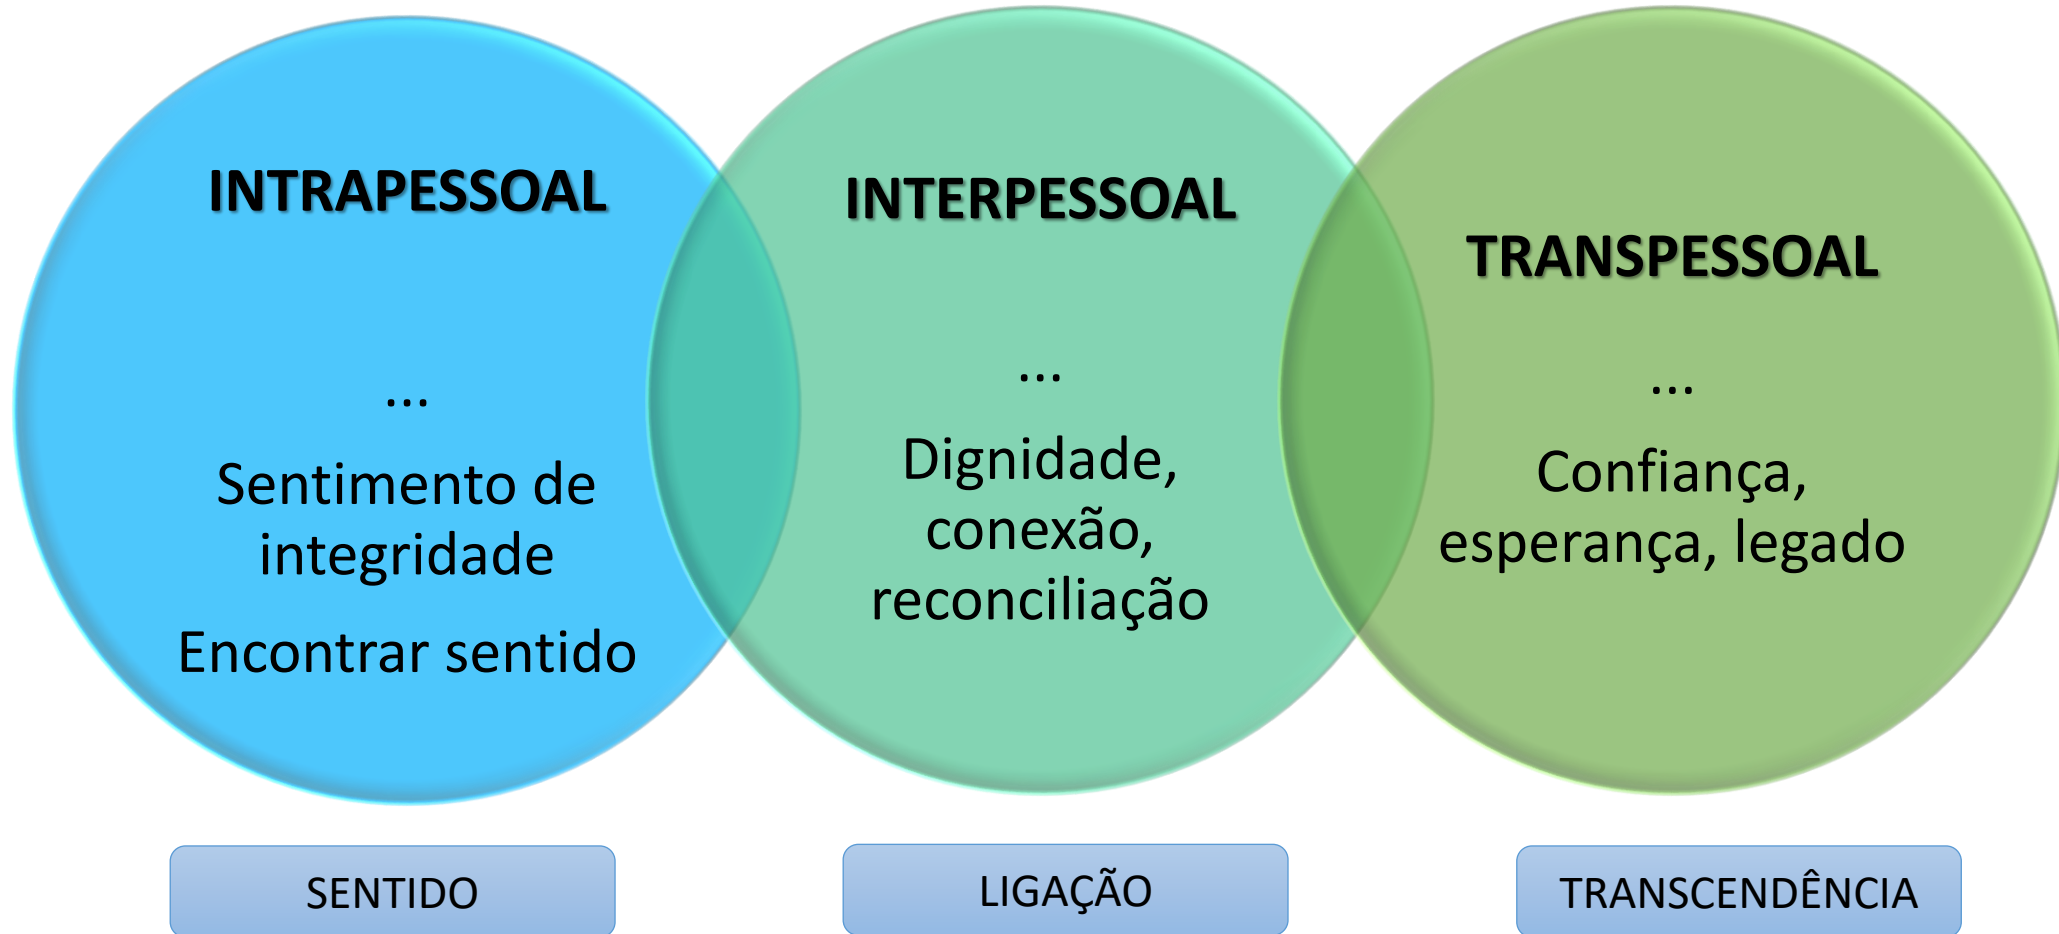 INTRAPESSOAL
...
Sentimento de
integridade
Encontrar sentido
INTERPESSOAL
...
Dignidade,
conexão,
reconciliação
TRANSPESSOAL
...
Confiança,
esperança, legado
SENTIDO
LIGAÇÃO
TRANSCENDÊNCIA